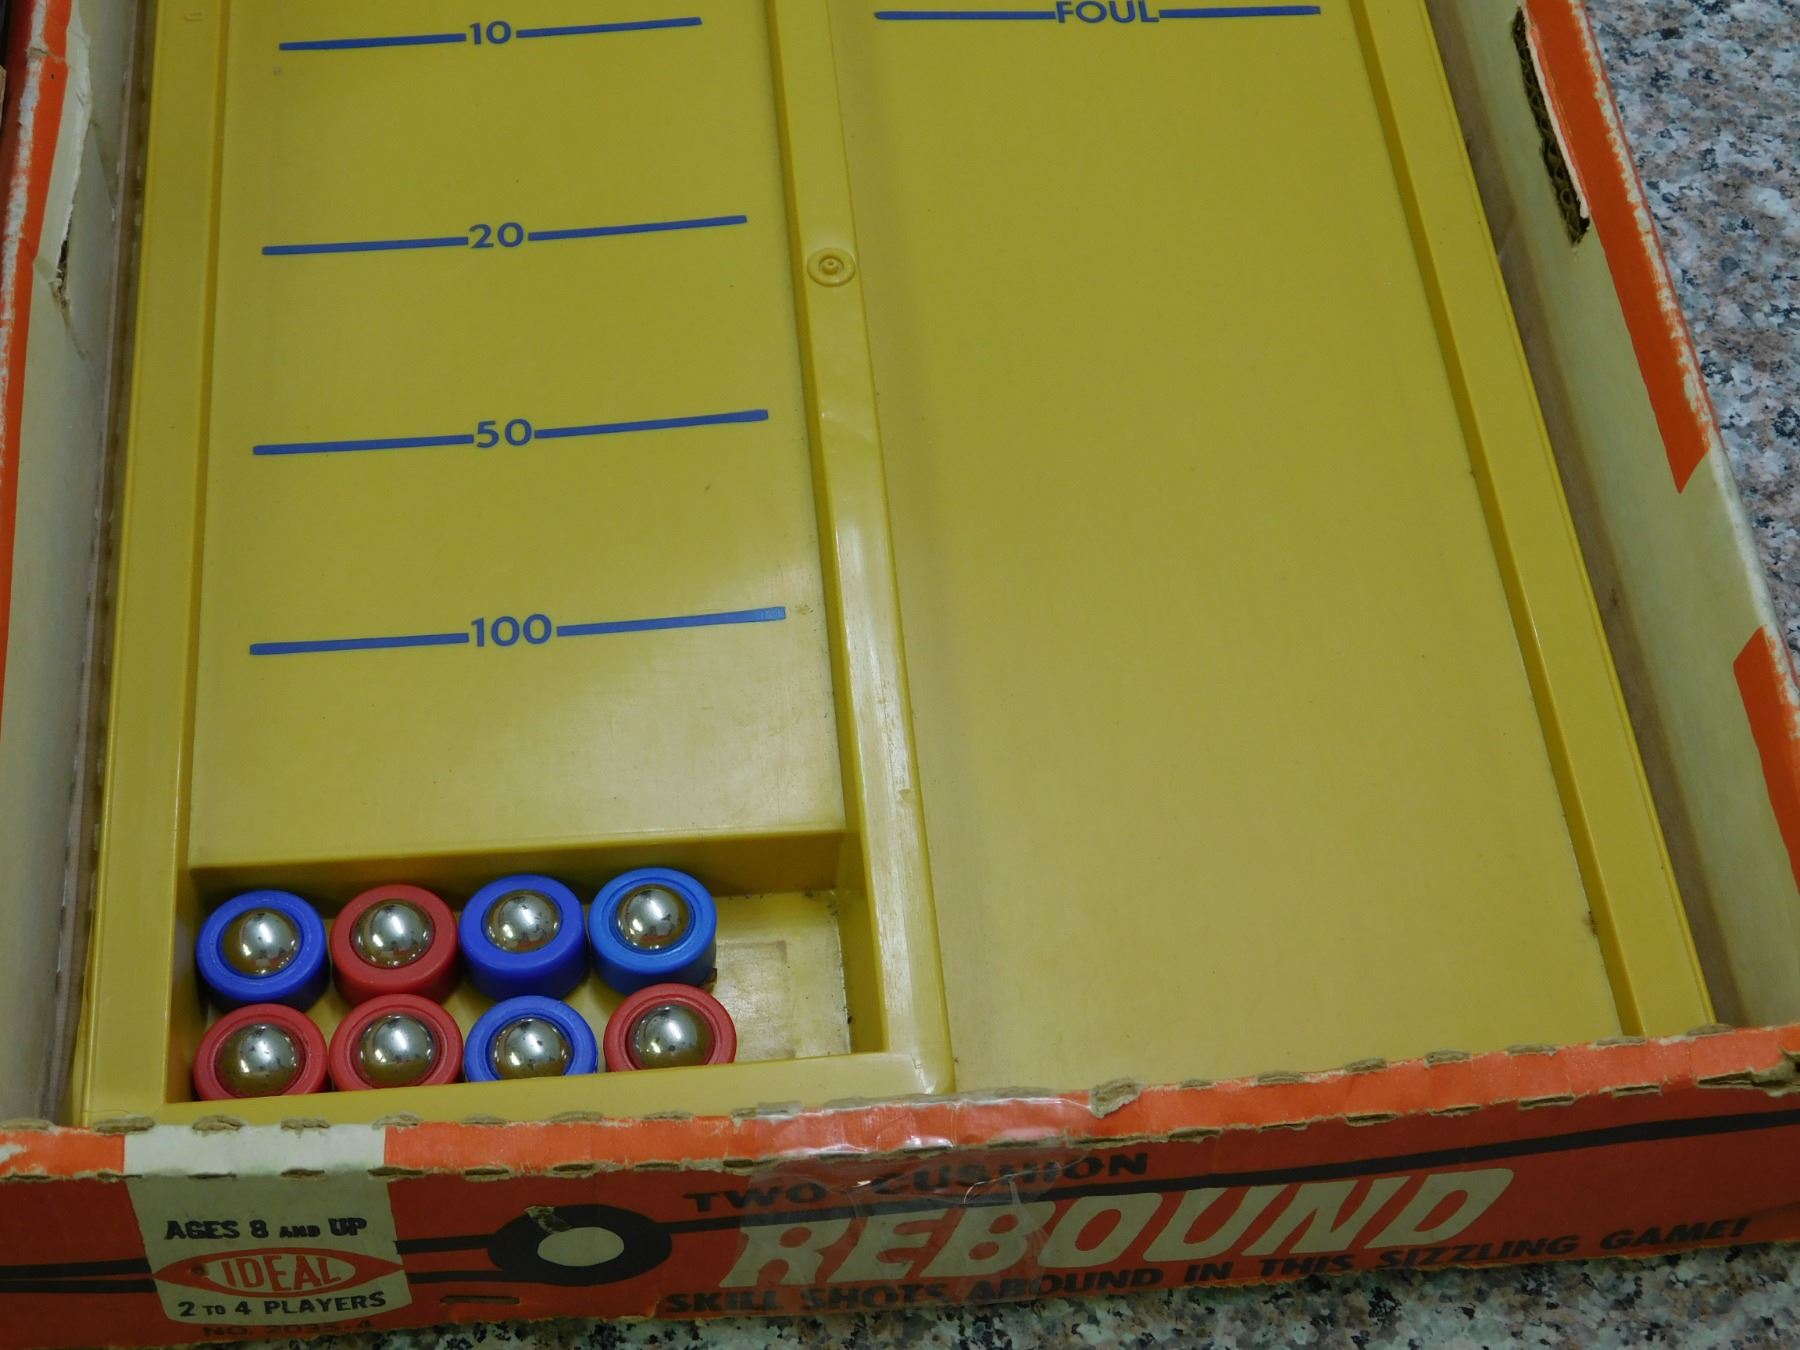 10
FOUL
20
50
100
TWO CUSHION
REBOUND
SKILL SHOTS ABOUND IN THIS SIZZLING GAME!
AGES 8 AND UP
IDEAL
2 TO 4 PLAYERS